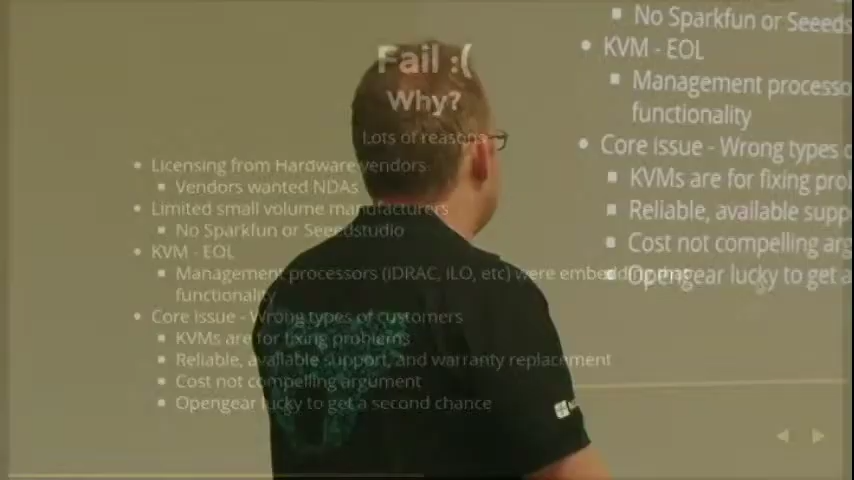 Fail :(
Why?
Lots of reasons
• Licensing from Hardware vendors
▪ Vendors wanted NDAs
• Limited small volume manufacturers
▪ No Sparkfun or Seeedstudio
• KVM - EOL
▪ Management processors (iDRAC, iLO, etc) were embedding that
functionality
• Core issue - Wrong types of customers
▪ KVMs are for fixing problems
▪ Reliable, available support, and warranty replacement
▪ Cost not compelling argument
▪ Opengear lucky to get a second chance
▪ No Sparkfun or Seeeds
• KVM - EOL
▪ Management processo
functionality
• Core issue - Wrong types
▪ KVMs are for fixing
▪ Reliable, available supp
▪ Cost not compelling
▪ Opengear lucky to get a